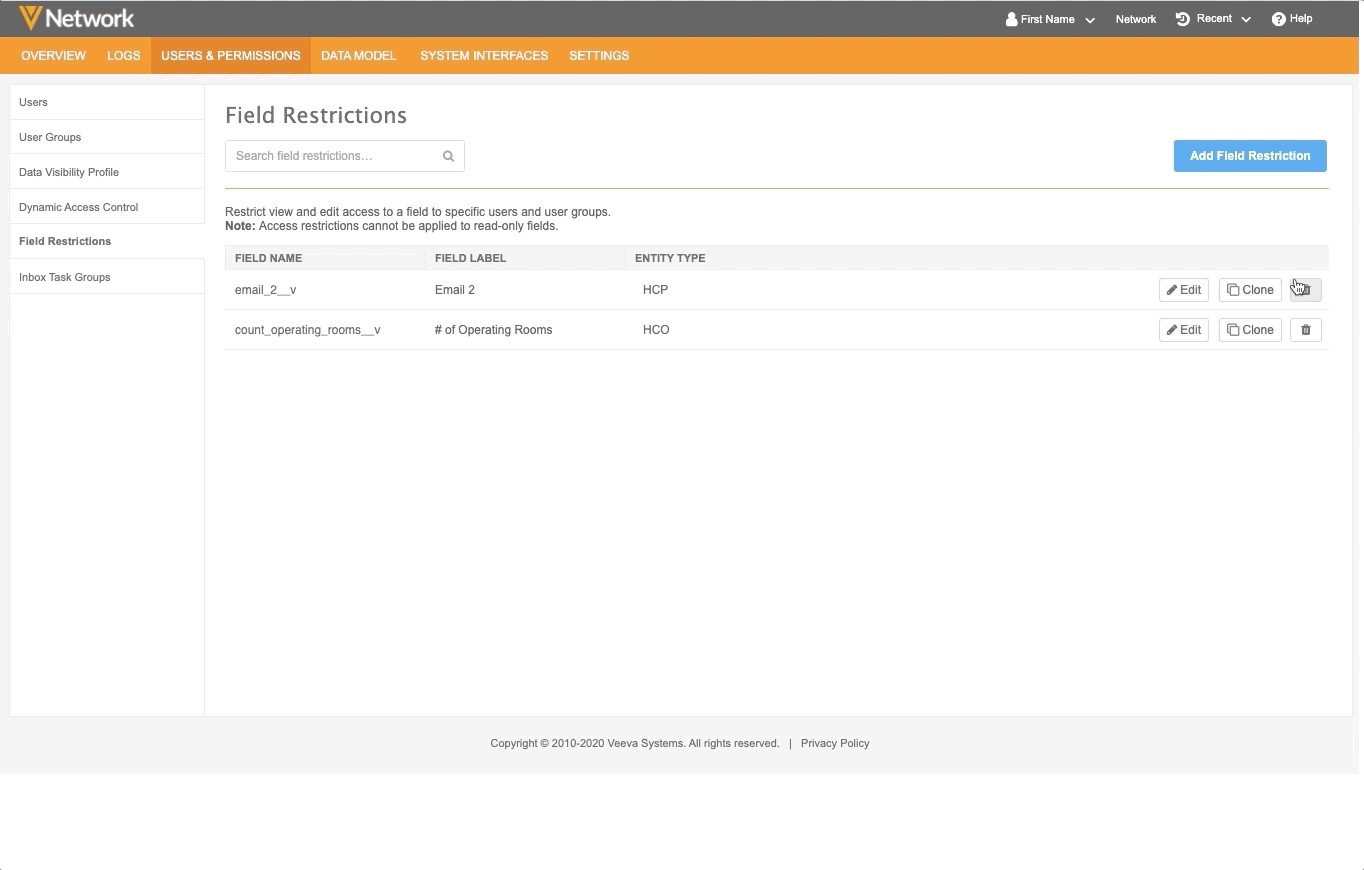 Network
First Name
Network
Recent
Help
OVERVIEW
LOGS
USERS & PERMISSIONS
DATA MODEL
SYSTEM INTERFACES
SETTINGS
Users
User Groups
Data Visibility Profile
Dynamic Access Control
Field Restrictions
Inbox Task Groups
Field Restrictions
Search field restrictions...
Add Field Restriction
Restrict view and edit access to a field to specific users and user groups.
Note: Access restrictions cannot be applied to read-only fields.
FIELD NAME FIELD LABEL ENTITY TYPE
email_2__v Email 2 HCP Edit Clone
count_operating_rooms__v # of Operating Rooms HCO Edit Clone
Copyright © 2010-2020 Veeva Systems. All rights reserved. | Privacy Policy